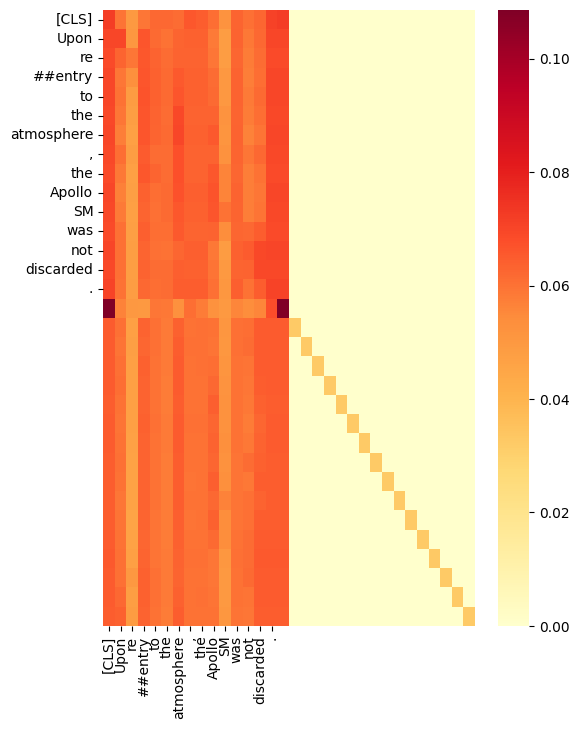 [CLS]
Upon
re
##entry
to
the
atmosphere
,
the
Apollo
SM
was
not
discarded
.
0.10
0.08
0.06
0.04
0.02
0.00
[CLS]
Upon
re
##entry
to
the
atmosphere
,
the
Apollo
SM
was
not
discarded
.